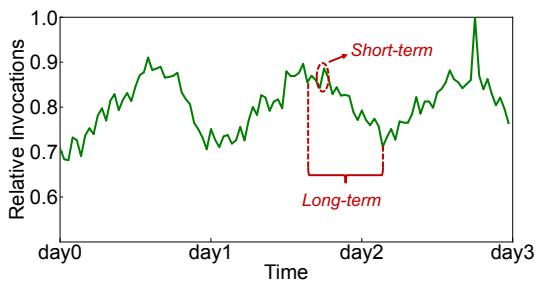 1.0
0.9
0.8
0.7
0.6
Relative Invocations
Short-term
Long-term
day0
day1
day2
day3
Time